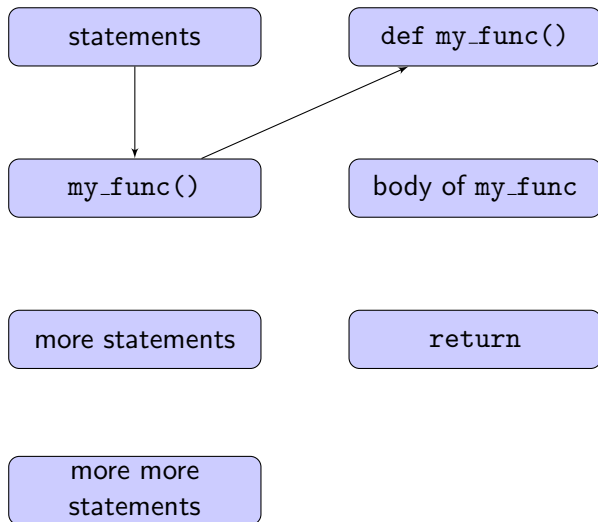 statements
def my_func()
my_func()
body of my_func
more statements
return
more more
statements